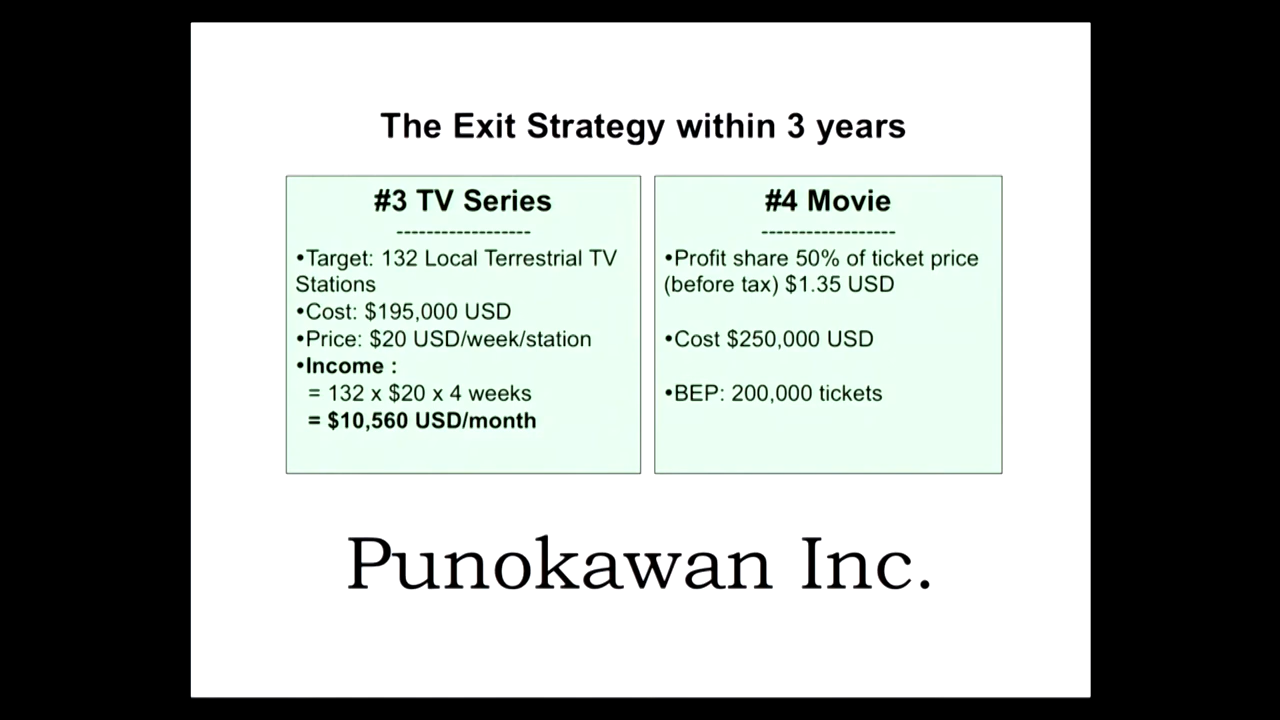 The Exit Strategy within 3 years
#3 TV Series
------------------
•Target: 132 Local Terrestrial TV
Stations
•Cost: $195,000 USD
•Price: $20 USD/week/station
•Income :
= 132 x $20 x 4 weeks
= $10,560 USD/month
#4 Movie
------------------
•Profit share 50% of ticket price
(before tax) $1.35 USD
•Cost $250,000 USD
•BEP: 200,000 tickets
Punokawan Inc.